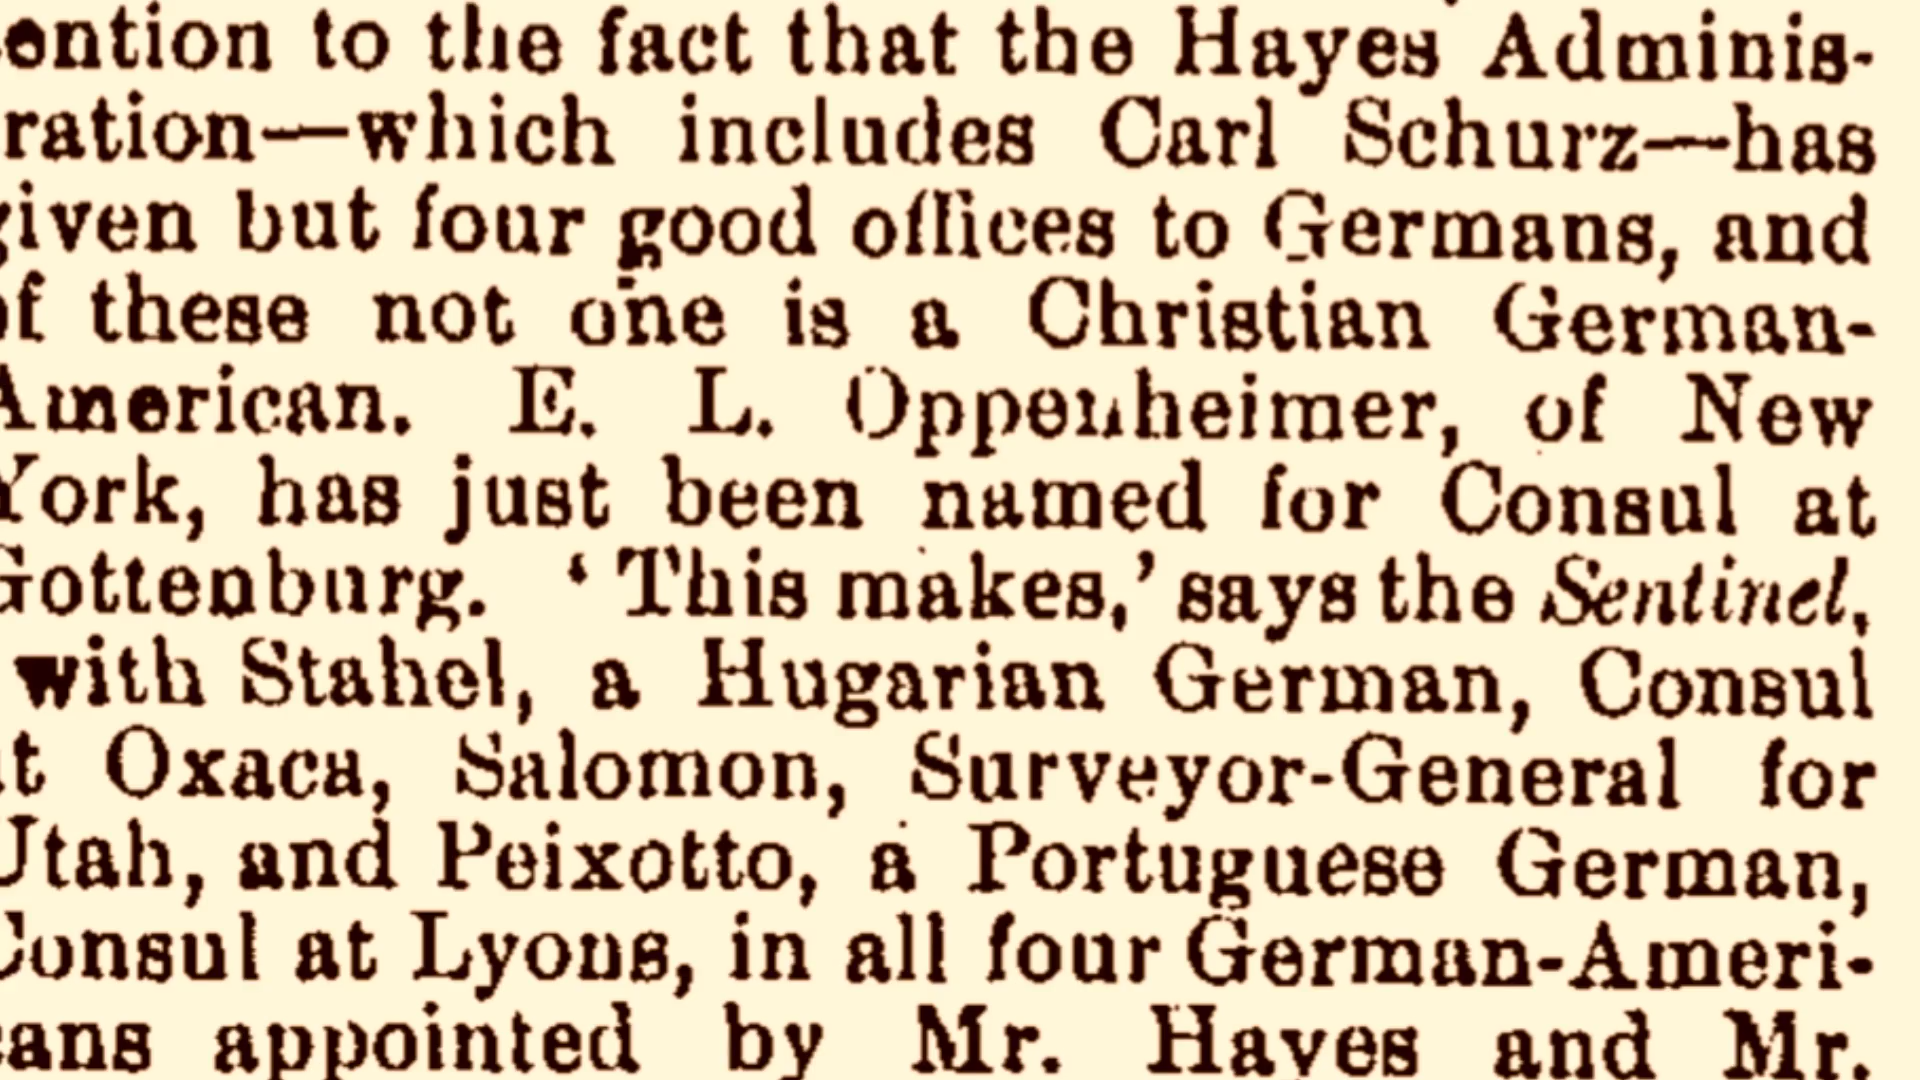 ention to the fact that the Hayes Adminis-
ration—which includes Carl Schurz—has
given but four good offices to Germans, and
of these not one is a Christian German-
American. E. L. Oppenheimer, of New
York, has just been named for Consul at
Gottenburg. ‘This makes,’ says the Sentinel,
with Stahel, a Hugarian German, Consul
at Oxaca, Salomon, Surveyor-General for
Utah, and Peixotto, a Portuguese German,
Consul at Lyons, in all four German-Ameri-
cans appointed by Mr. Hayes and Mr.